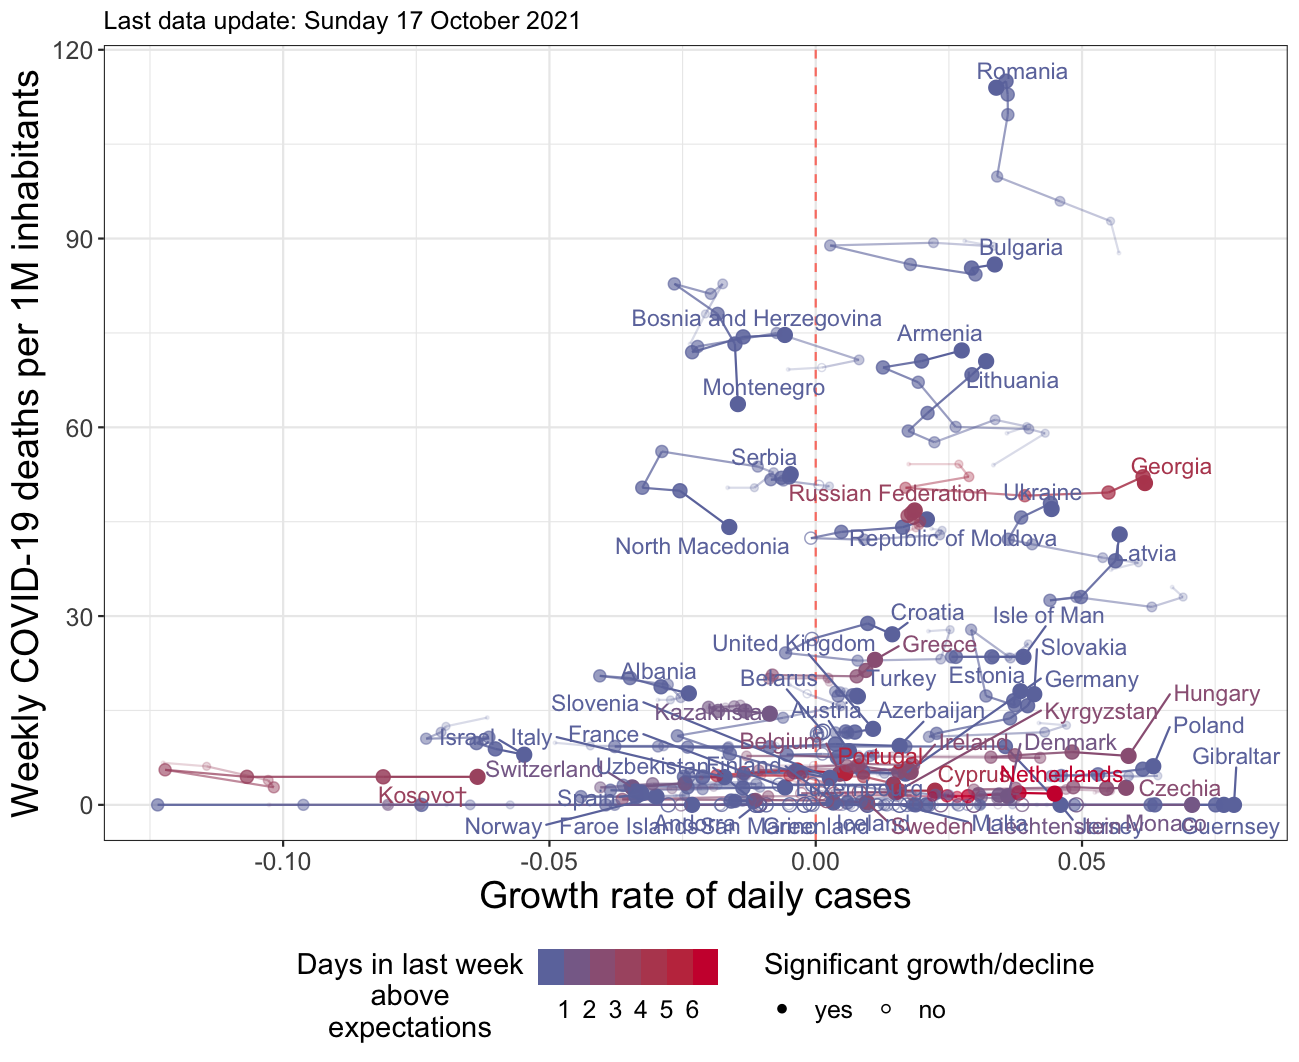 Last data update: Sunday 17 October 2021
Weekly COVID-19 deaths per 1M inhabitants
120
90
60
30
0
Romania
Bulgaria
Bosnia and Herzegovina
Armenia
Montenegro
Lithuania
Serbia
Georgia
Russian Federation
Ukraine
North Macedonia
Republic of Moldova
Latvia
Croatia
Isle of Man
United Kingdom
Greece
Slovakia
Albania
Belarus
Turkey
Estonia
Germany
Slovenia
Kazakhstan
Austria
Azerbaijan
Kyrgyzstan
Hungary
Israel
Italy
France
Belgium
Ireland
Denmark
Poland
Switzerland
Uzbekistan
Finland
Portugal
Cyprus
Netherlands
Gibraltar
Kosovo†
Spain
Luxembourg
Czechia
Norway
Faroe Islands
Andorra
San Marino
Greenland
Iceland
Sweden
Malta
Liechtenstein
Jersey
Monaco
Guernsey
-0.10
-0.05
0.00
0.05
Growth rate of daily cases
Days in last week
above
expectations
1 2 3 4 5 6
Significant growth/decline
yes
no